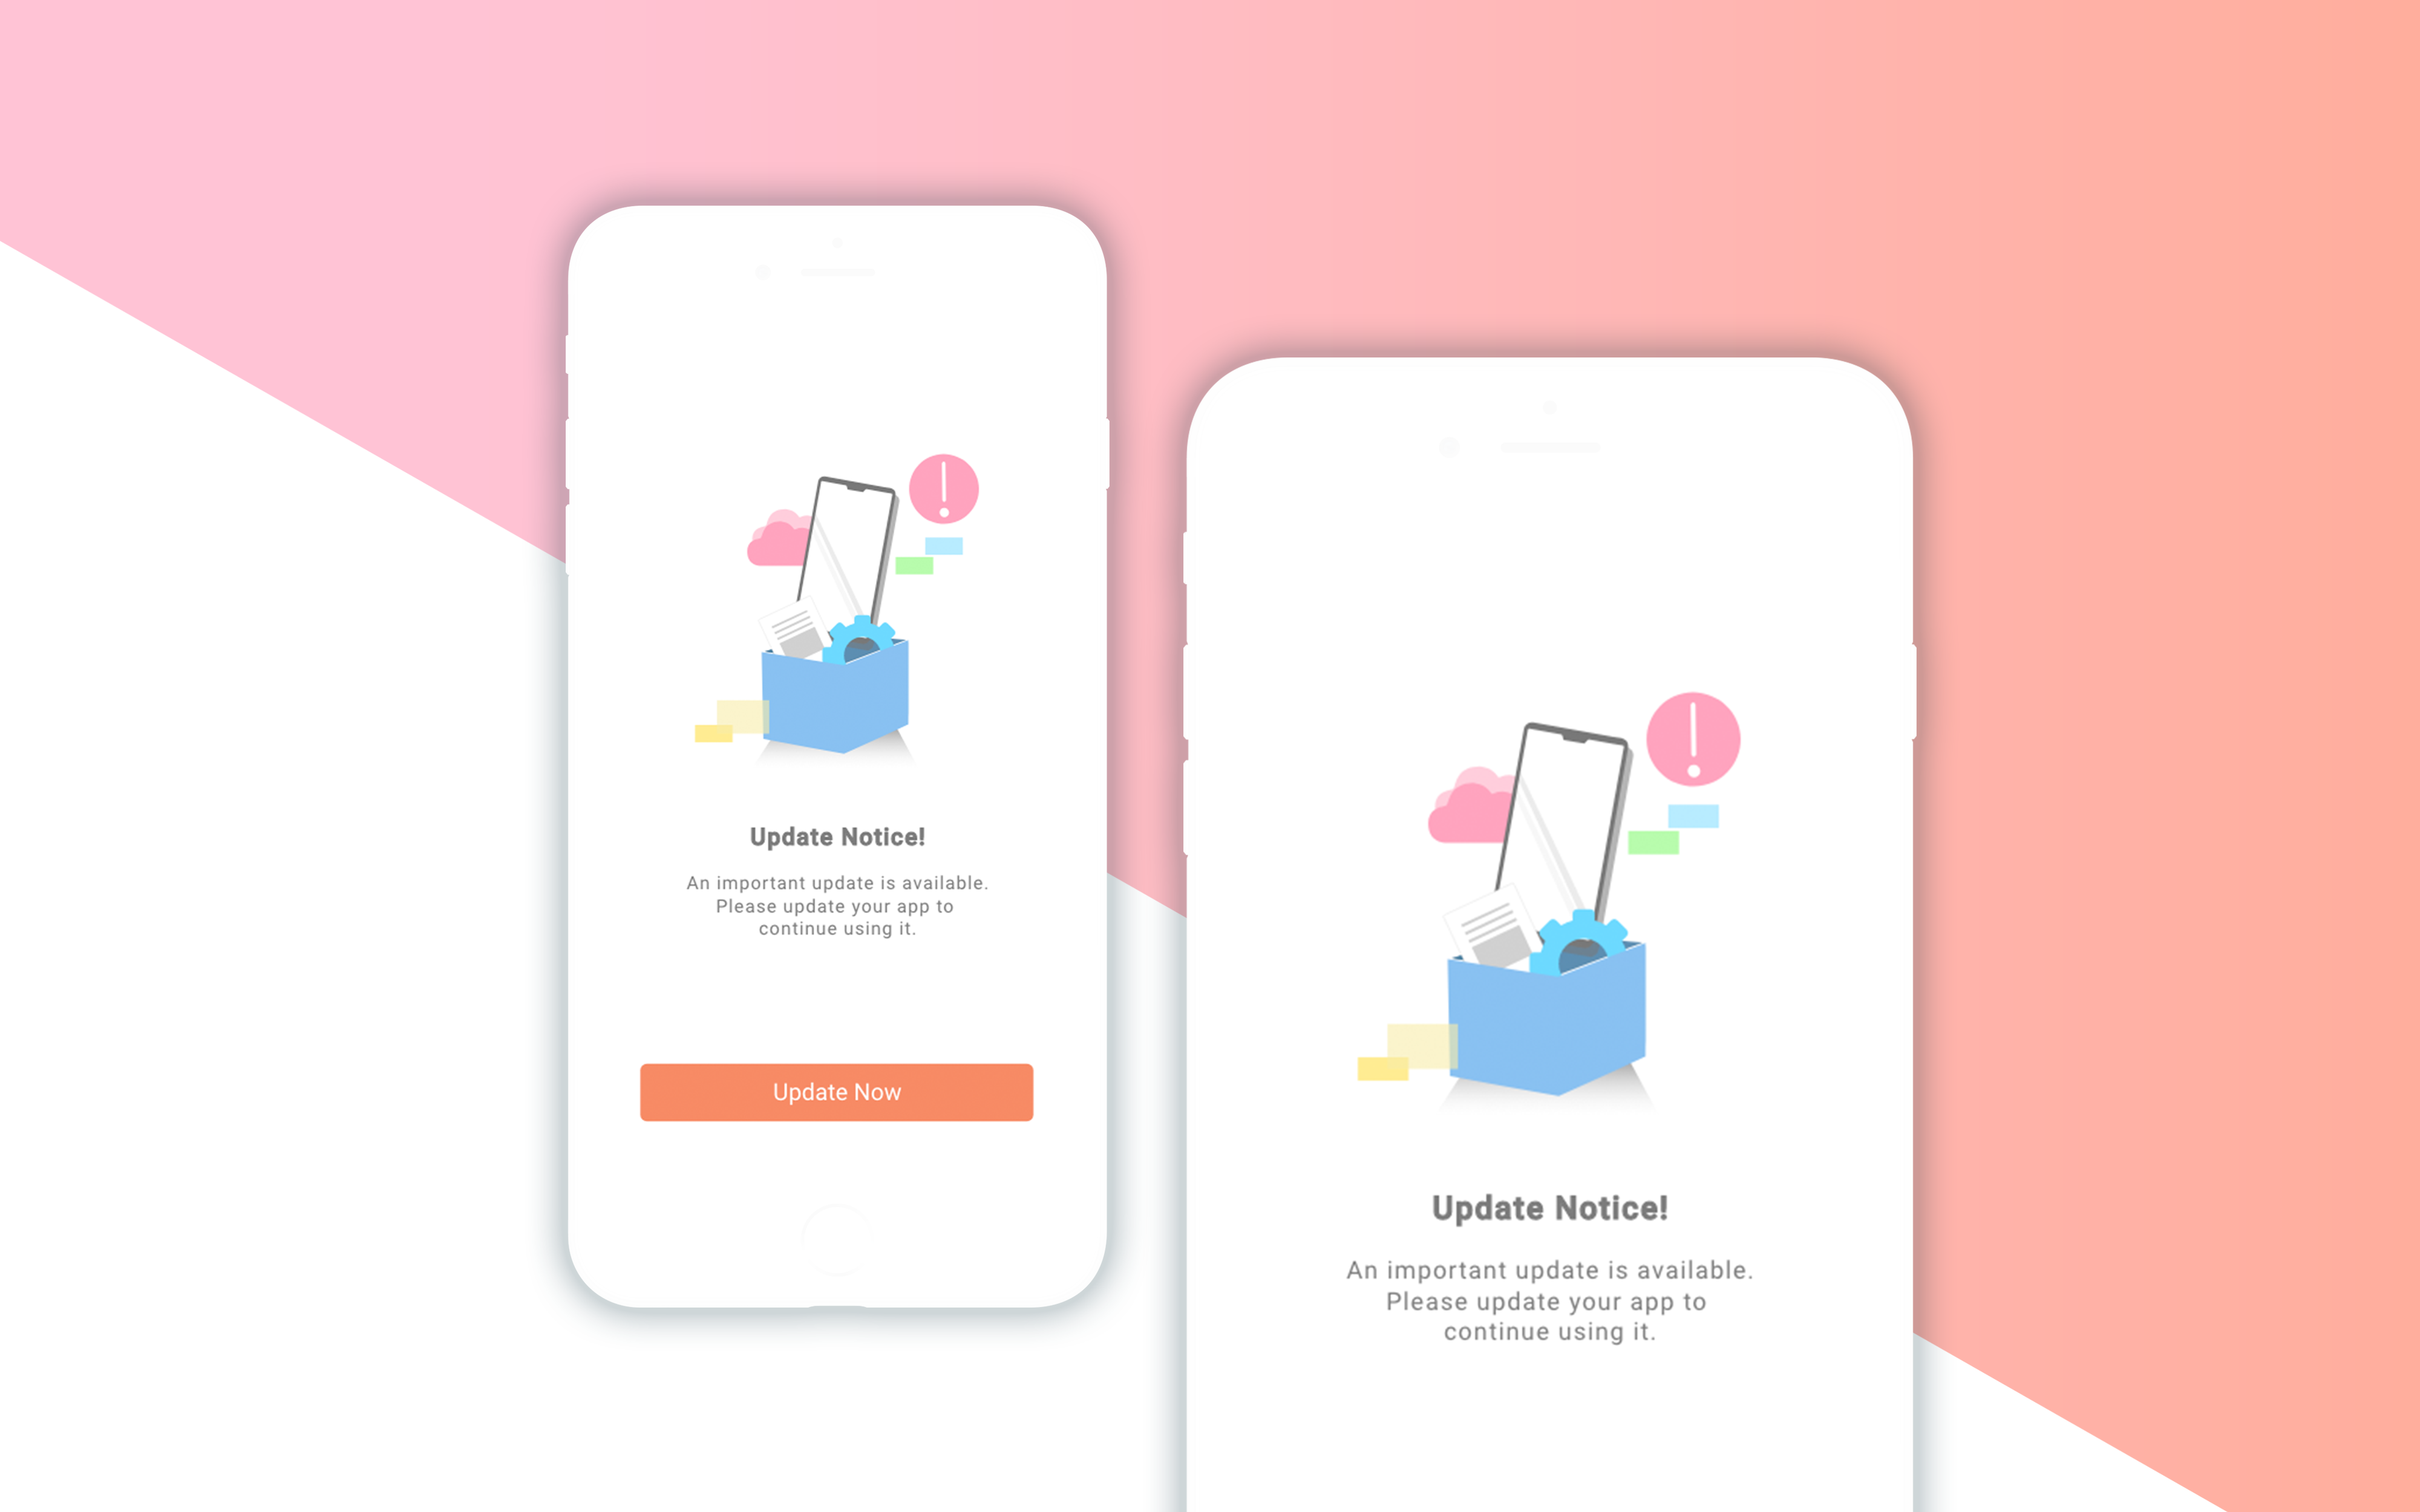 Update Notice!
An important update is available.
Please update your app to
continue using it.
Update Now
Update Notice!
An important update is available.
Please update your app to
continue using it.